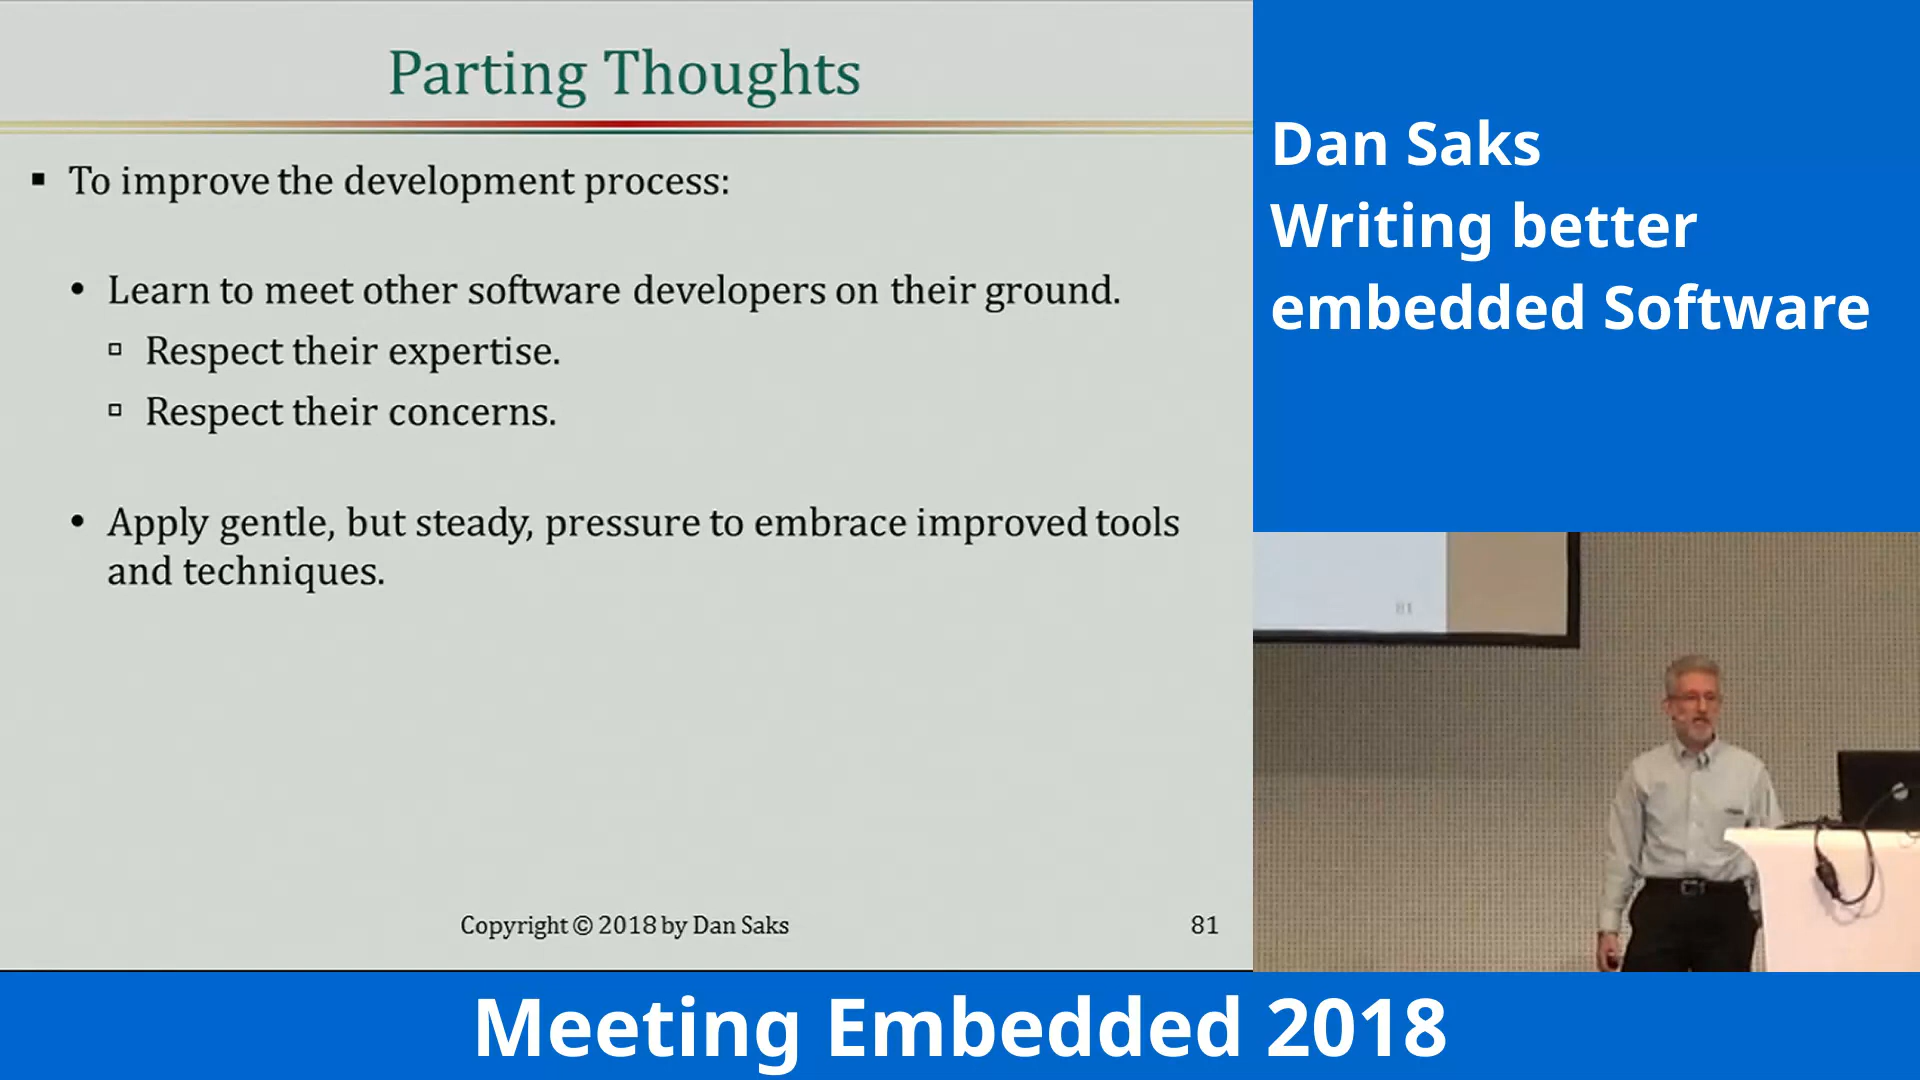 Parting Thoughts
▪ To improve the development process:
• Learn to meet other software developers on their ground.
▫ Respect their expertise.
▫ Respect their concerns.
• Apply gentle, but steady, pressure to embrace improved tools
and techniques.
Copyright © 2018 by Dan Saks
81
Dan Saks
Writing better
embedded Software
81
Meeting Embedded 2018